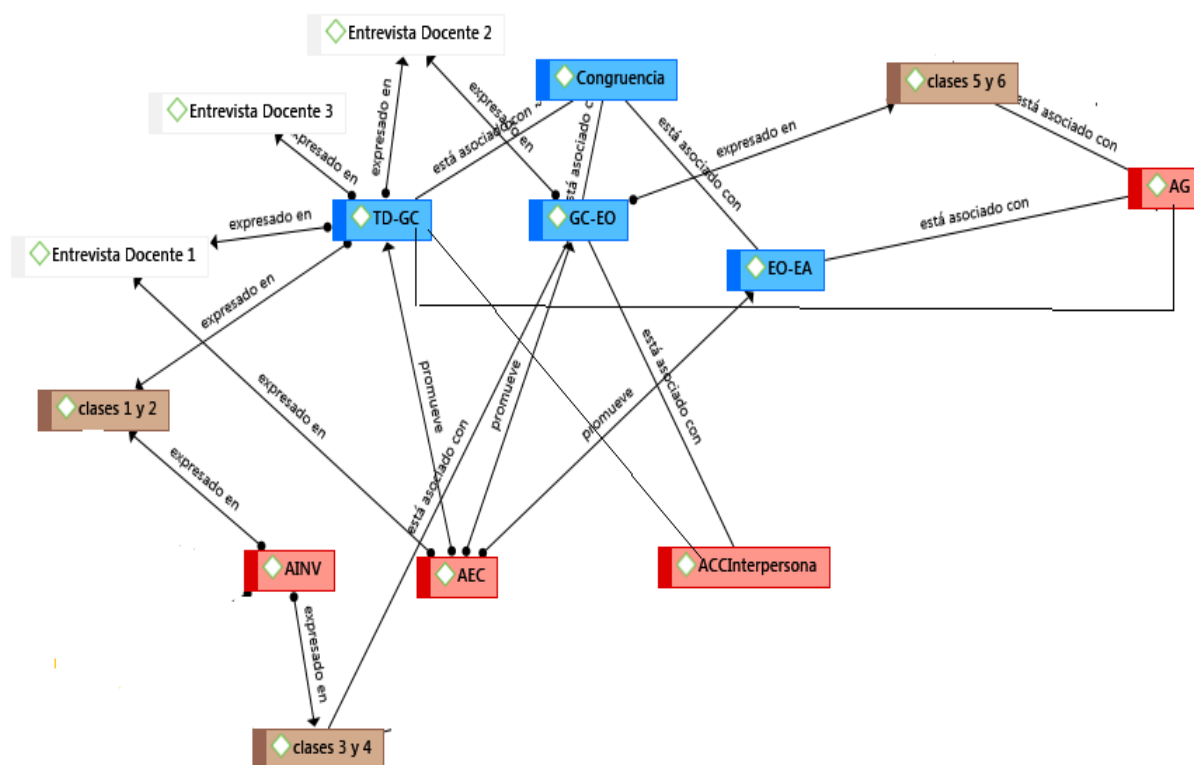 Entrevista Docente 2
Entrevista Docente 3
Congruencia
clases 5 y 6
expresado en
expresado en
está asociado con ~
está asociado c
está asociado con
expresado en
está asociado con
AG
expresado en
TD-GC
GC-EO
expresado en
está asociado con
Entrevista Docente 1
EO-EA
expresado en
promueve
promueve
está asociado con
promueve
clases 1 y 2
expresado en
está asociado con
expresado en
AINV
AEC
ACCInterpersona
expresado en
clases 3 y 4